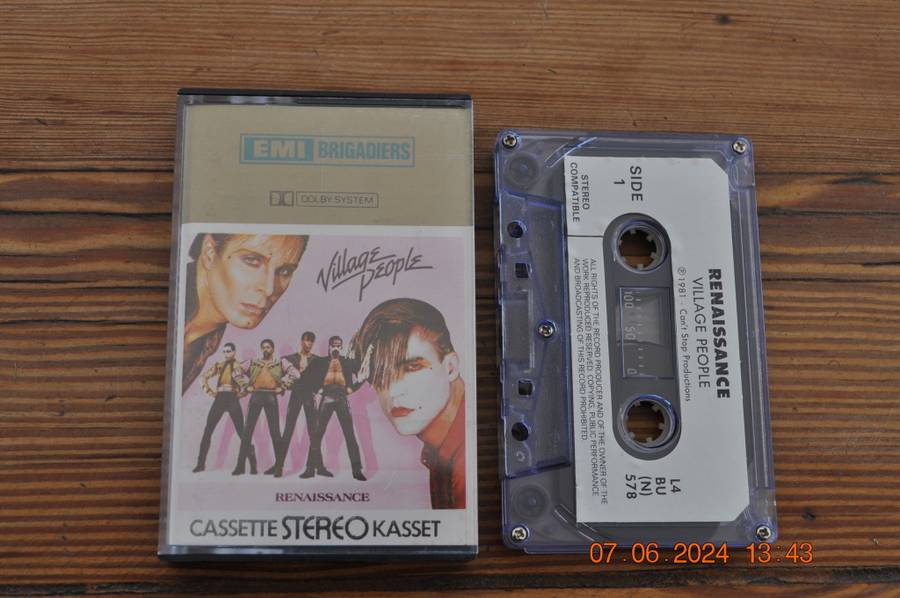 EMI BRIGADIERS
DOLBY SYSTEM
Village
People
RENAISSANCE
CASSETTE STEREO KASSET
RENAISSANCE
VILLAGE PEOPLE
℗ 1981 - Can't Stop Productions
SIDE
1
STEREO
COMPATIBLE
100 50 0
L4
BU
(N)
578
ALL RIGHTS OF THE RECORD PRODUCER AND OF THE OWNER OF THE
WORK REPRODUCED RESERVED. COPYING, PUBLIC PERFORMANCE
AND BROADCASTING OF THIS RECORD PROHIBITED
07.06.2024 13:43